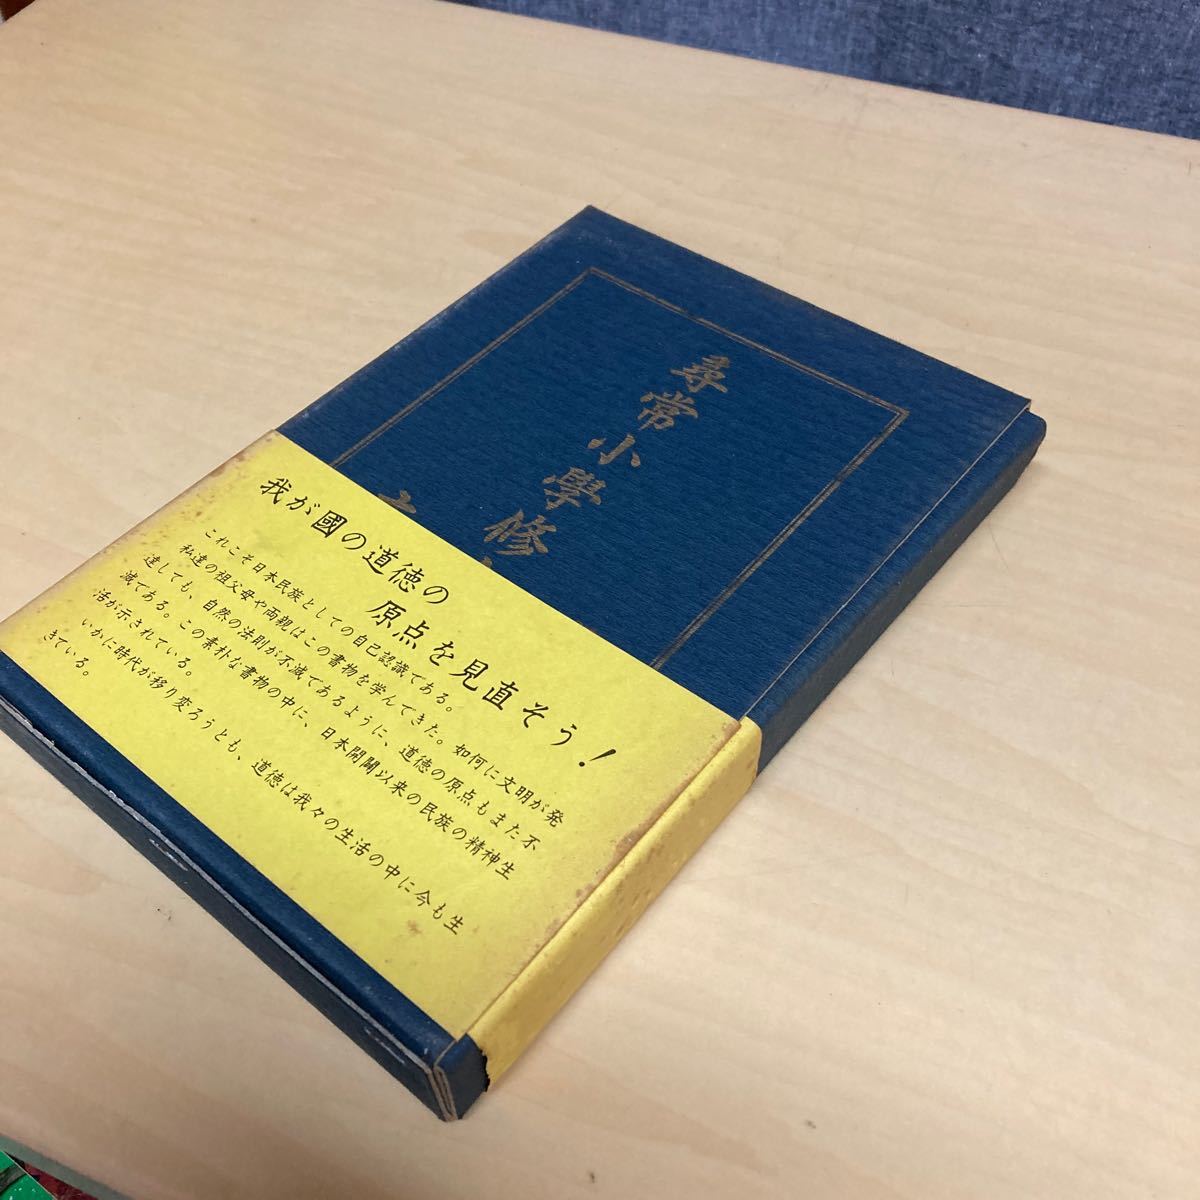 尋常小學修
我が國の道徳の
原点を見直そう！
これこそ日本民族としての自己認識である。
私達の祖父母や両親はこの書物を学んできた。如何に文明が発
達しても、自然の法則が不滅であるように、道徳の原点もまた不
滅である。この素朴な書物の中に、日本開闢以来の民族の精神生
活が示されている。
いかに時代が移り変ろうとも、道徳は我々の生活の中に今も生
きている。